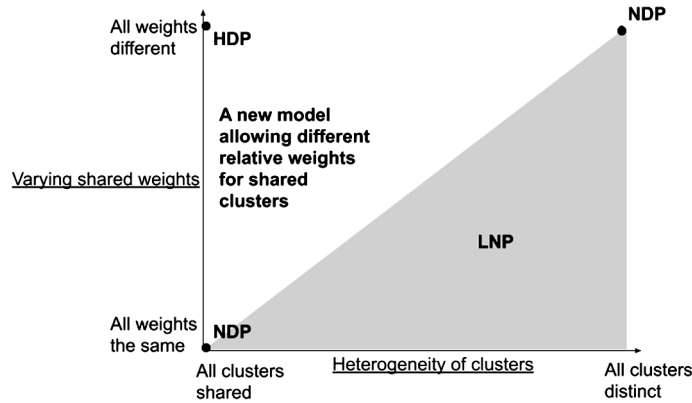 NDP
All weights
different
HDP
A new model
allowing different
relative weights
for shared
clusters
Varying shared weights
LNP
All weights
the same
NDP
All clusters
shared
Heterogeneity of clusters
All clusters
distinct